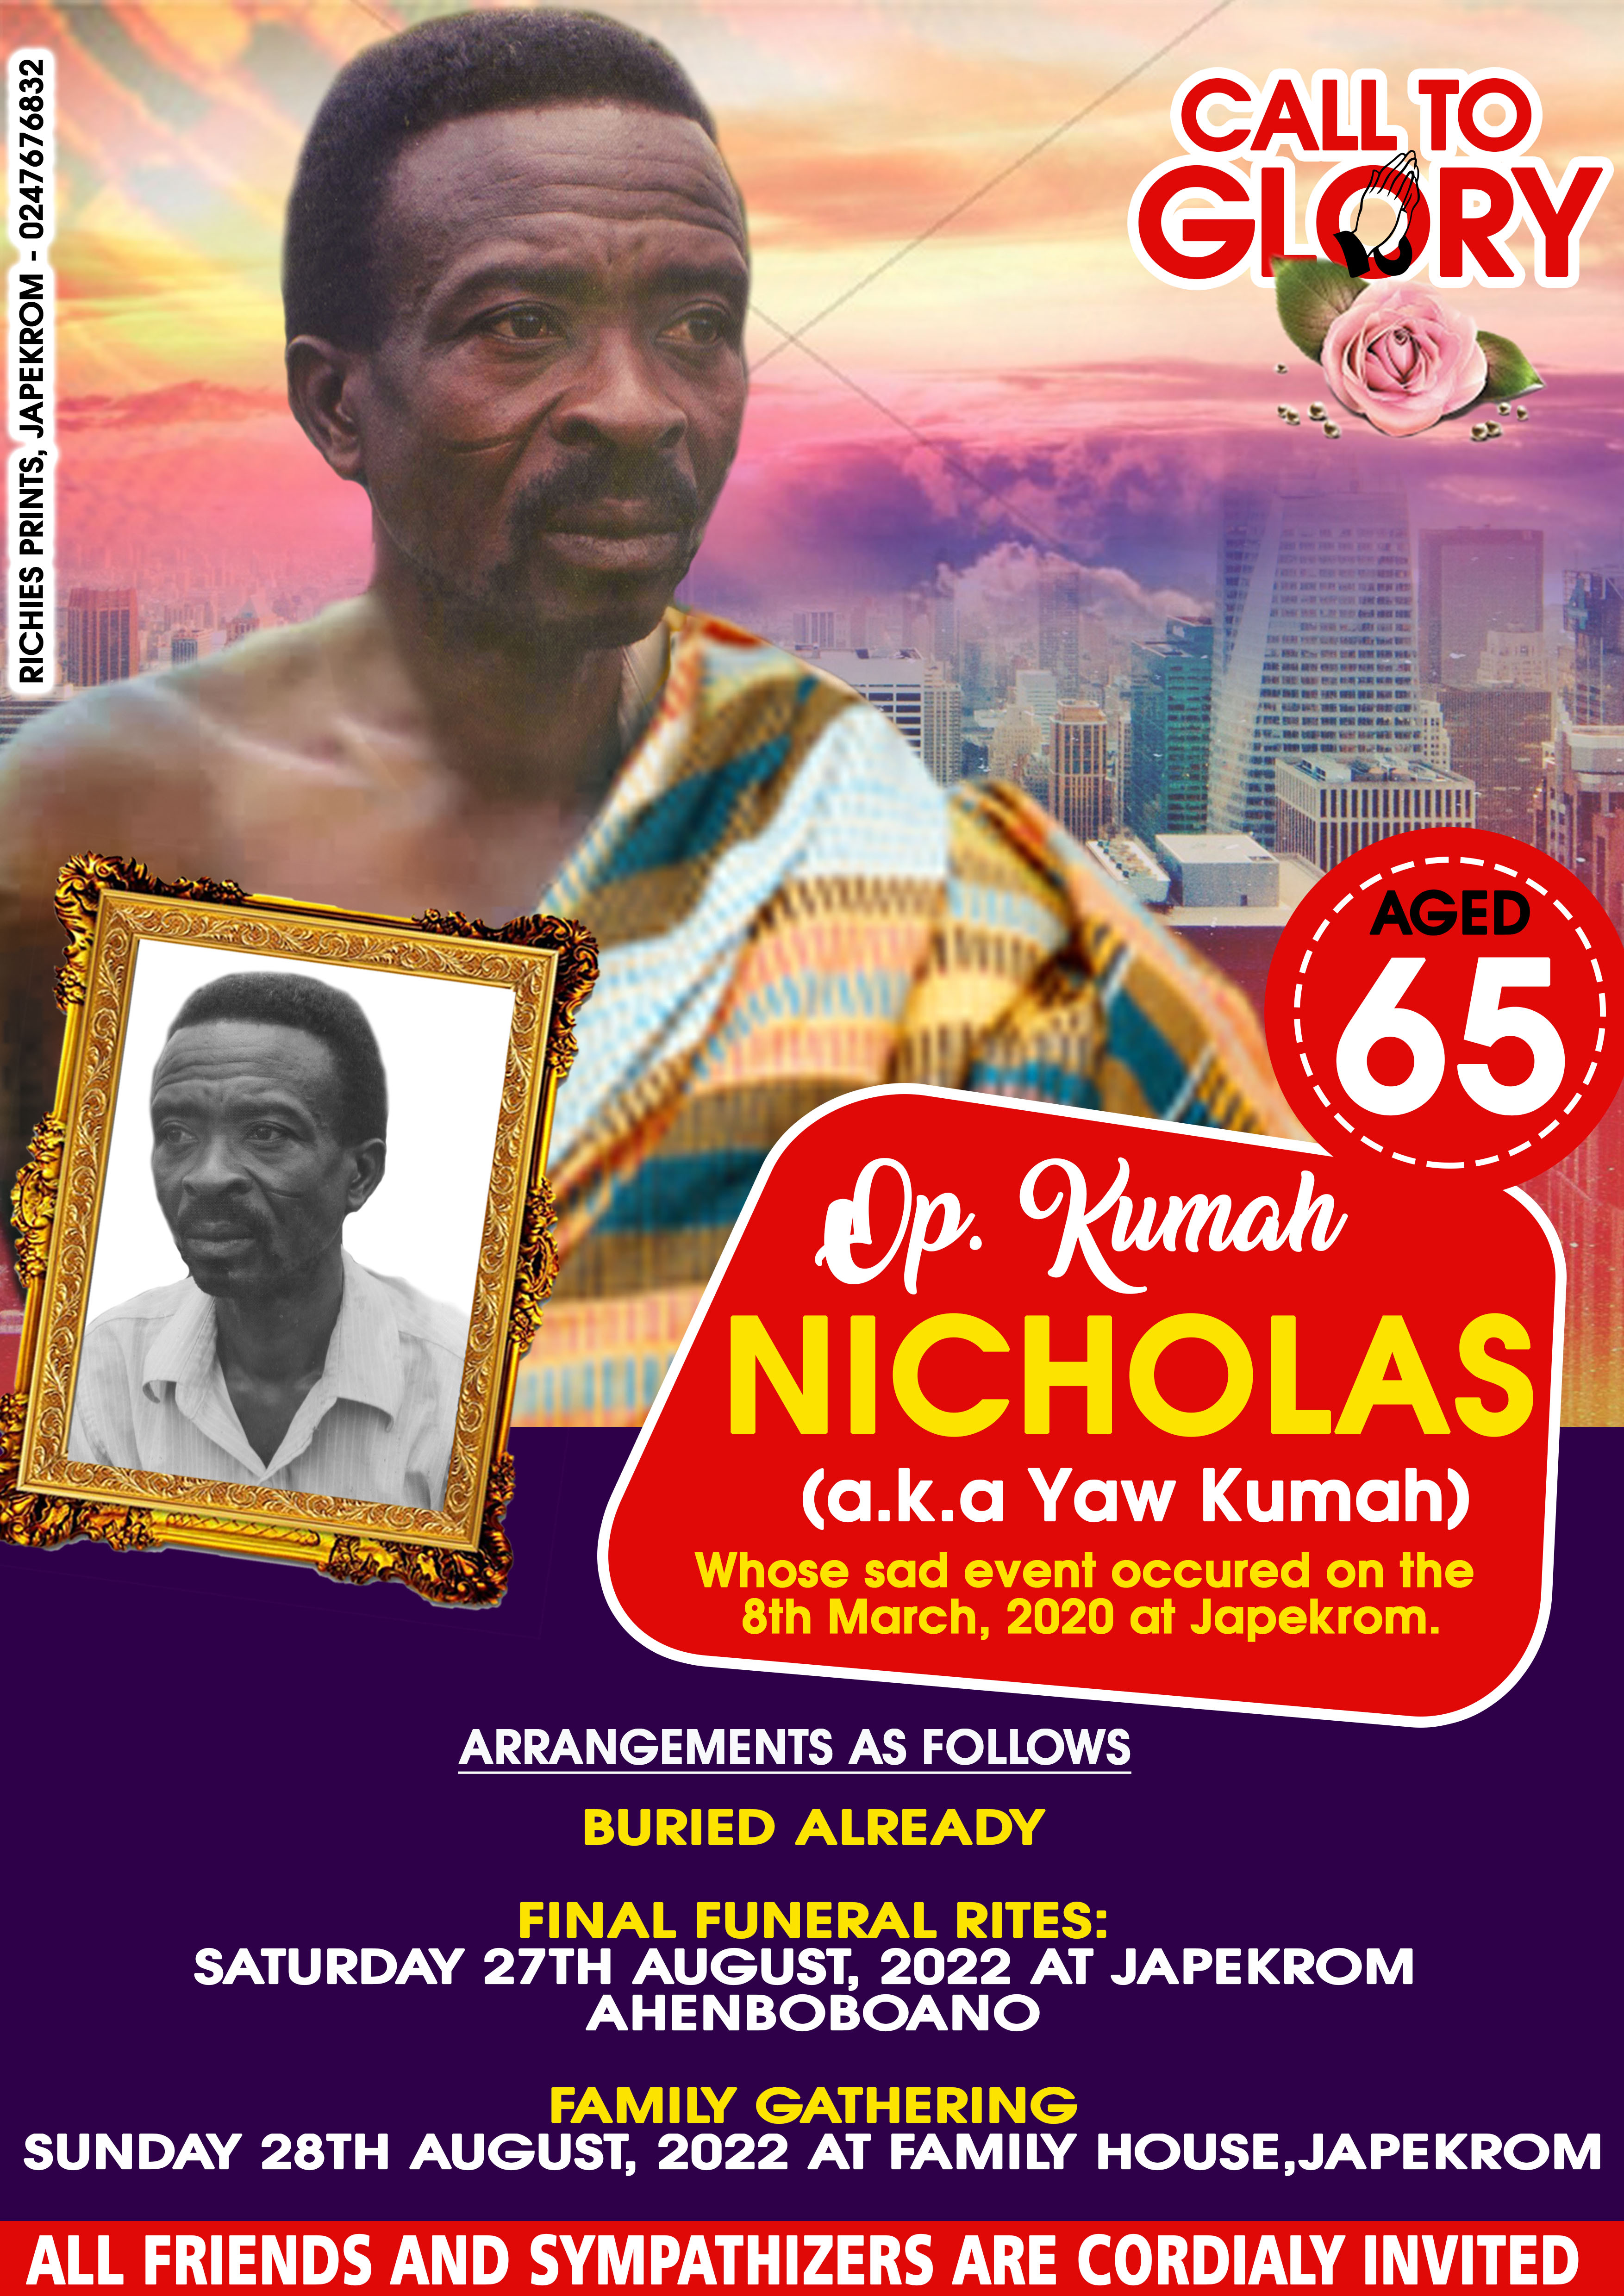 RICHIES PRINTS, JAPEKROM - 0247676832
CALL TO
GLORY
AGED
65
Op. Kumah
NICHOLAS
(a.k.a Yaw Kumah)
Whose sad event occured on the
8th March, 2020 at Japekrom.
ARRANGEMENTS AS FOLLOWS
BURIED ALREADY
FINAL FUNERAL RITES:
SATURDAY 27TH AUGUST, 2022 AT JAPEKROM
AHENBOBOANO
FAMILY GATHERING
SUNDAY 28TH AUGUST, 2022 AT FAMILY HOUSE,JAPEKROM
ALL FRIENDS AND SYMPATHIZERS ARE CORDIALY INVITED